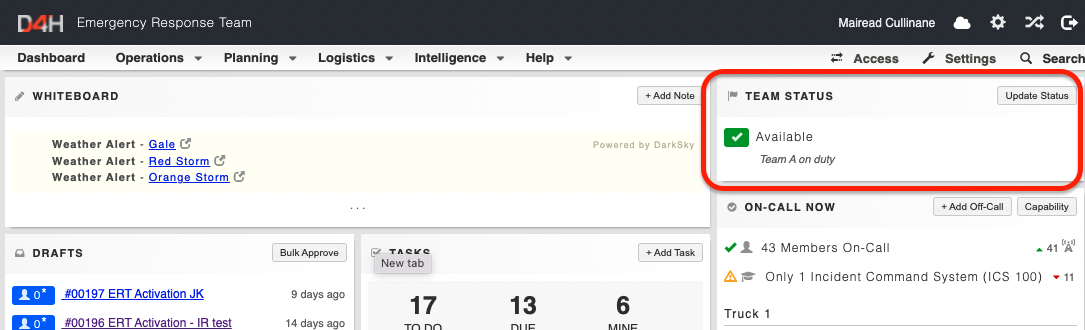 D4H Emergency Response Team Mairead Cullinane
Dashboard Operations Planning Logistics Intelligence Help Access Settings Search
WHITEBOARD + Add Note
Weather Alert - Gale Powered by DarkSky
Weather Alert - Red Storm
Weather Alert - Orange Storm
...
TEAM STATUS Update Status
Available
Team A on duty
ON-CALL NOW + Add Off-Call Capability
43 Members On-Call 41
Only 1 Incident Command System (ICS 100) 11
Truck 1
DRAFTS Bulk Approve
0* #00197 ERT Activation JK 9 days ago
0* #00196 ERT Activation - IR test 14 days ago
TASKS + Add Task
New tab
17 13 6
TO DO DUE MINE